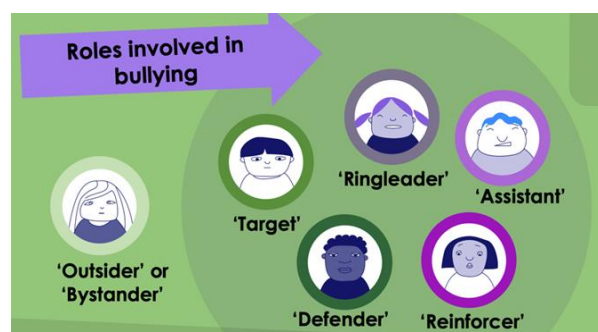 Roles involved in
bullying
'Ringleader'
'Assistant'
'Target'
'Outsider' or
'Bystander'
'Defender'
'Reinforcer'